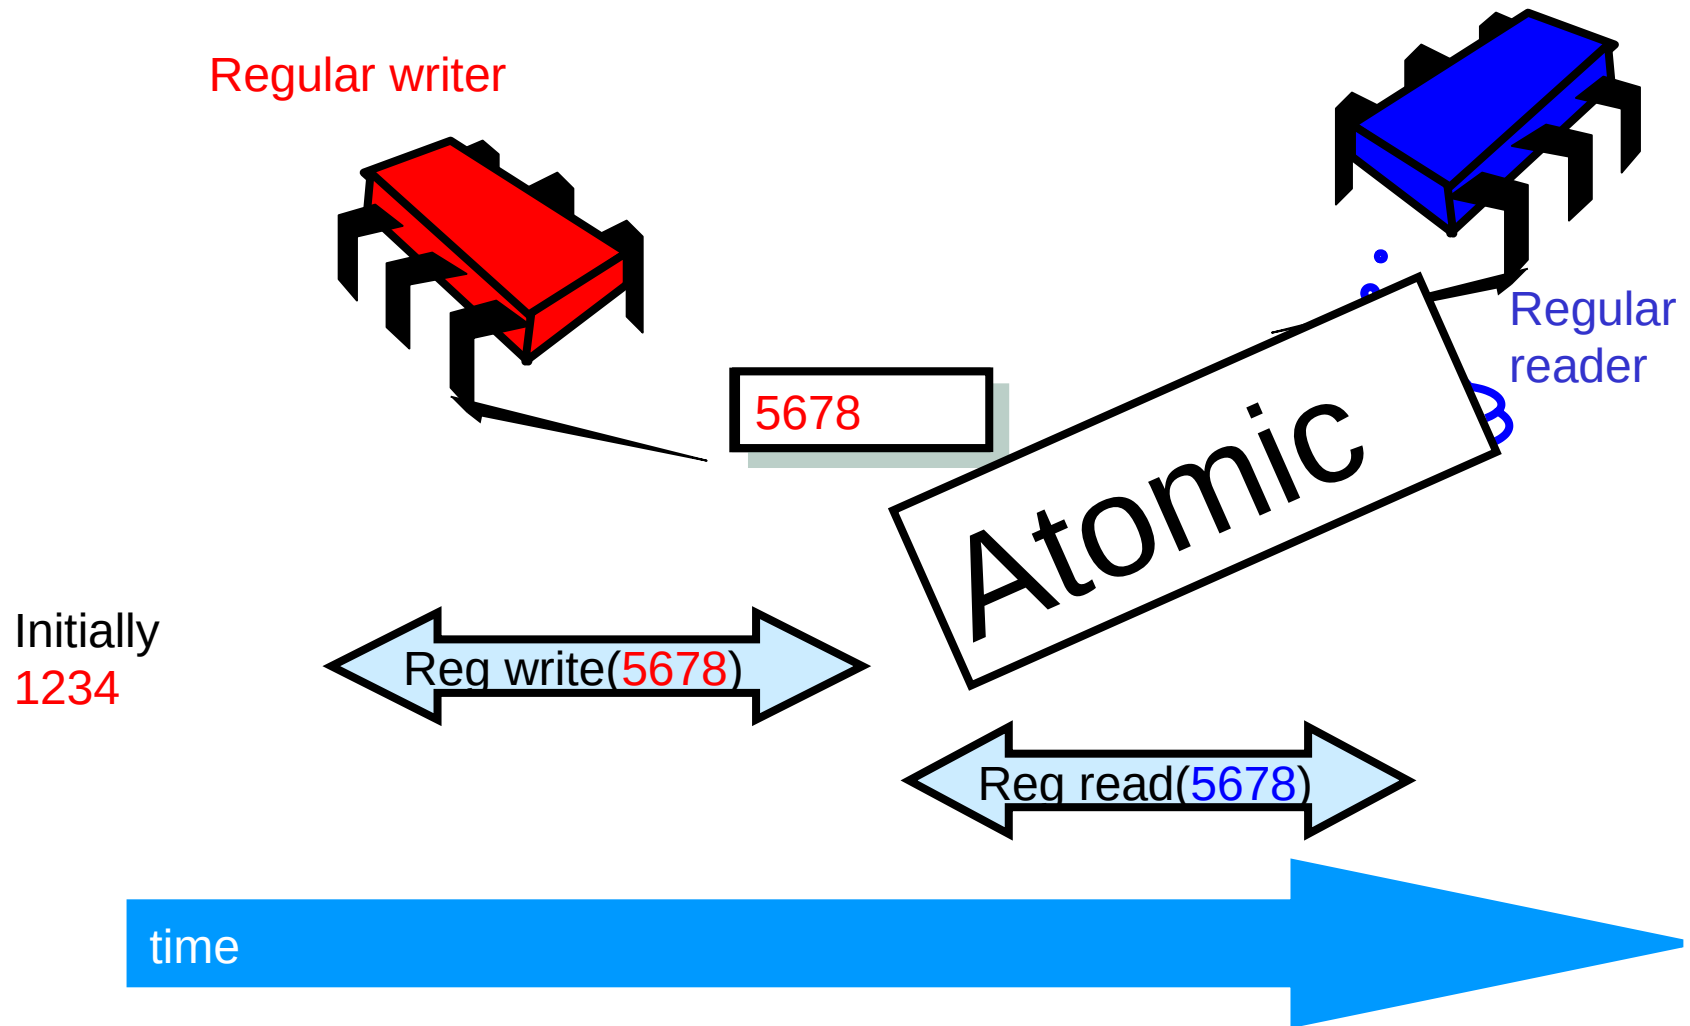 Regular writer
Regular
reader
5678
Atomic
Initially
1234
Reg write(5678)
Reg read(5678)
time